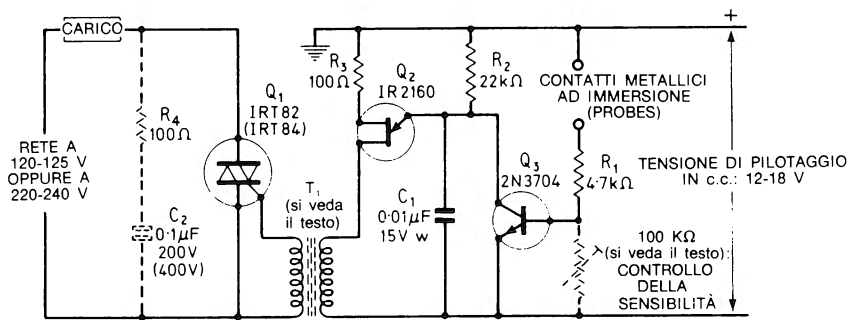 CARICO
R4
100Ω
RETE A
120-125 V
OPPURE A
220-240 V
C2
0·1µF
200V
(400V)
Q1
IRT82
(IRT84)
T1
(si veda
il testo)
R3
100Ω
Q2
IR2160
R2
22kΩ
C1
0·01µF
15V w
Q3
2N3704
CONTATTI METALLICI
AD IMMERSIONE
(PROBES)
R1
4·7kΩ
100 KΩ
(si veda il testo):
CONTROLLO
DELLA
SENSIBILITÀ
+
TENSIONE DI PILOTAGGIO
IN c.c.: 12-18 V